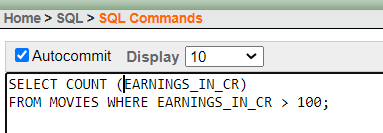 Home > SQL > SQL Commands
Autocommit Display 10
SELECT COUNT (EARNINGS_IN_CR)
FROM MOVIES WHERE EARNINGS_IN_CR > 100;